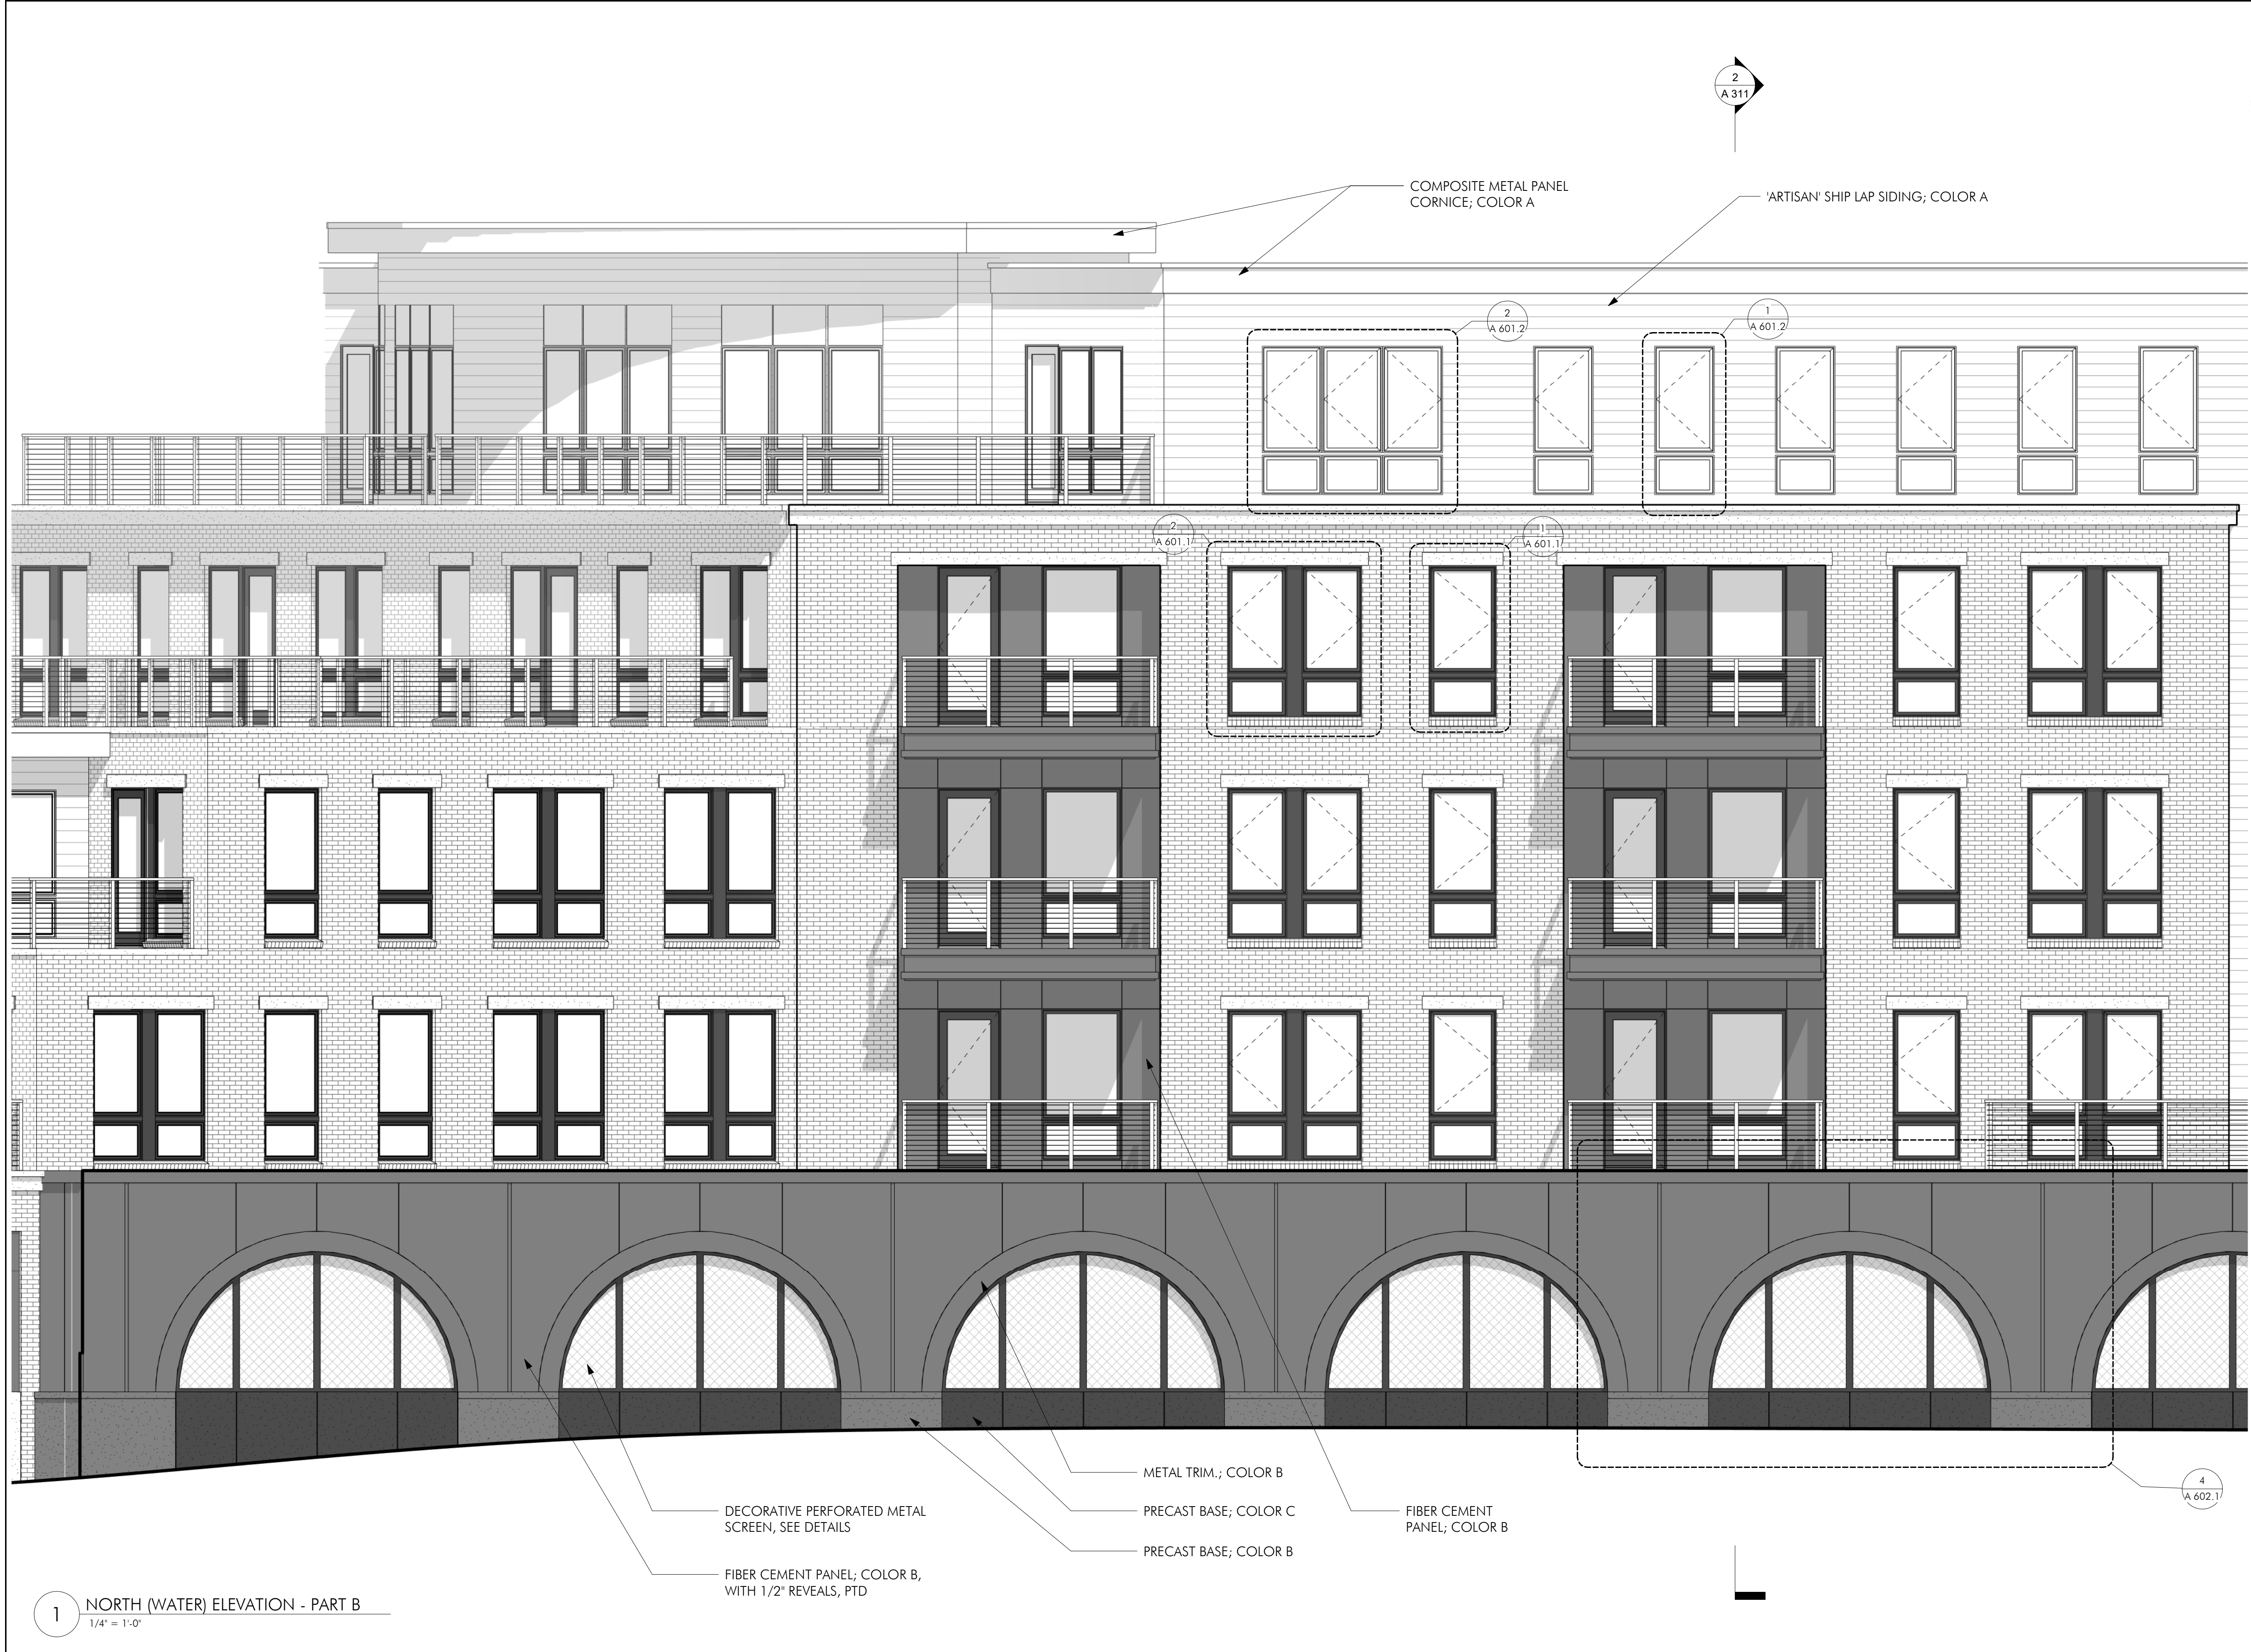 2
A 311
COMPOSITE METAL PANEL
CORNICE; COLOR A
'ARTISAN' SHIP LAP SIDING; COLOR A
2
A 601.2
1
A 601.2
2
A 601.1
1
A 601.1
METAL TRIM.; COLOR B
DECORATIVE PERFORATED METAL
SCREEN, SEE DETAILS
PRECAST BASE; COLOR C
FIBER CEMENT
PANEL; COLOR B
4
A 602.1
PRECAST BASE; COLOR B
FIBER CEMENT PANEL; COLOR B,
WITH 1/2" REVEALS, PTD
1
NORTH (WATER) ELEVATION - PART B
1/4" = 1'-0"